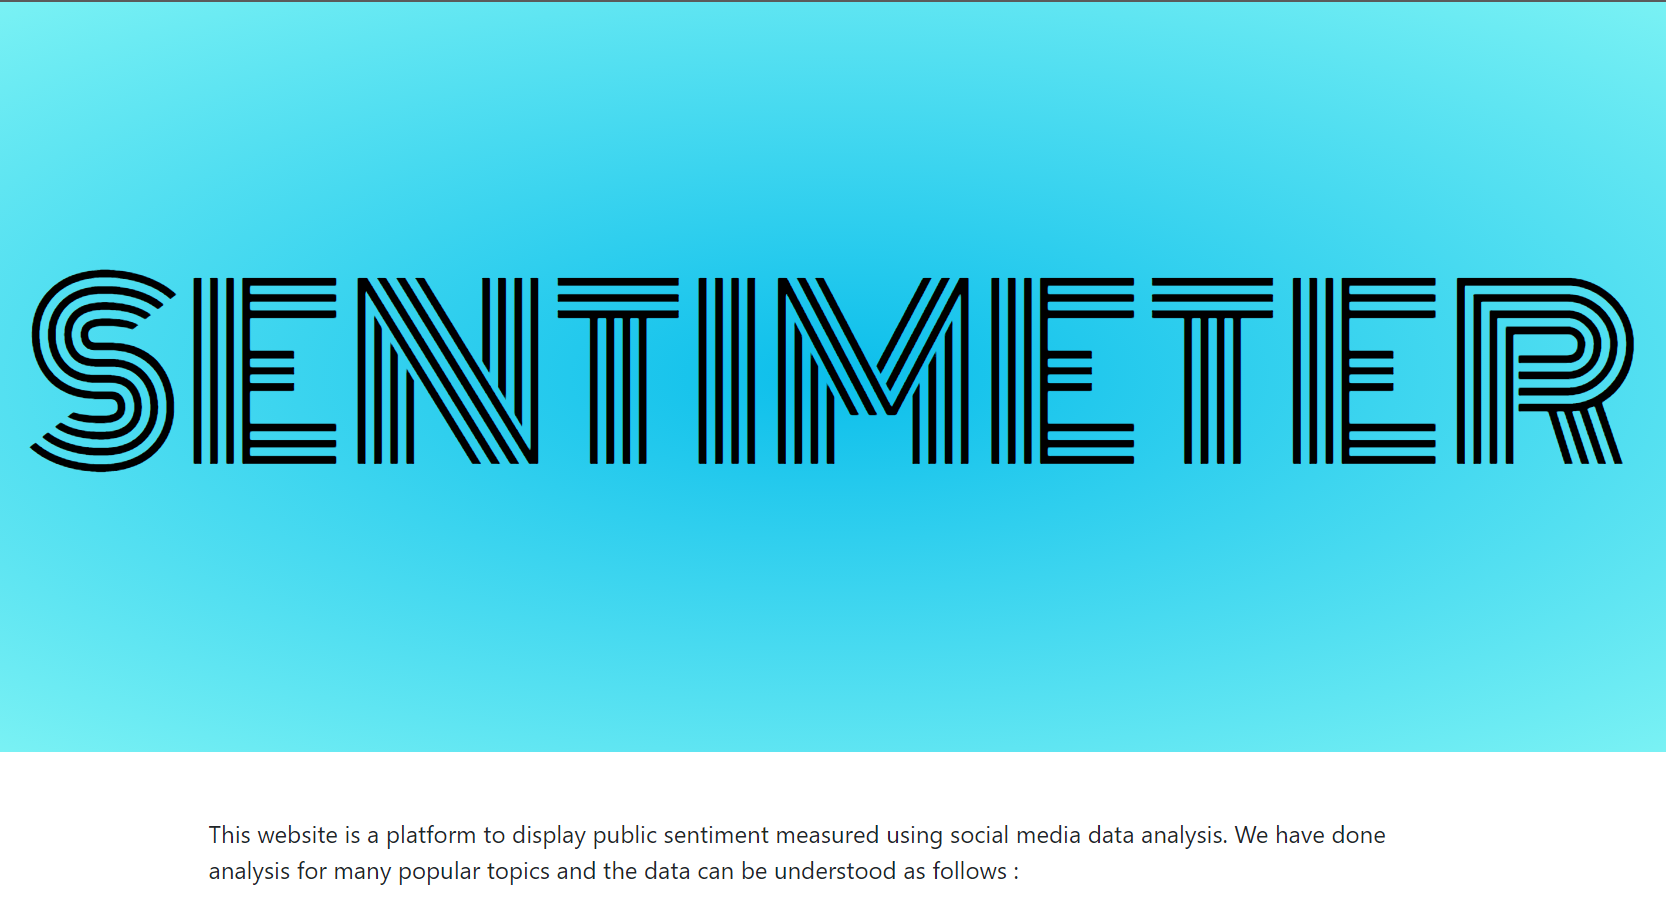 SENTIMETER
This website is a platform to display public sentiment measured using social media data analysis. We have done
analysis for many popular topics and the data can be understood as follows :